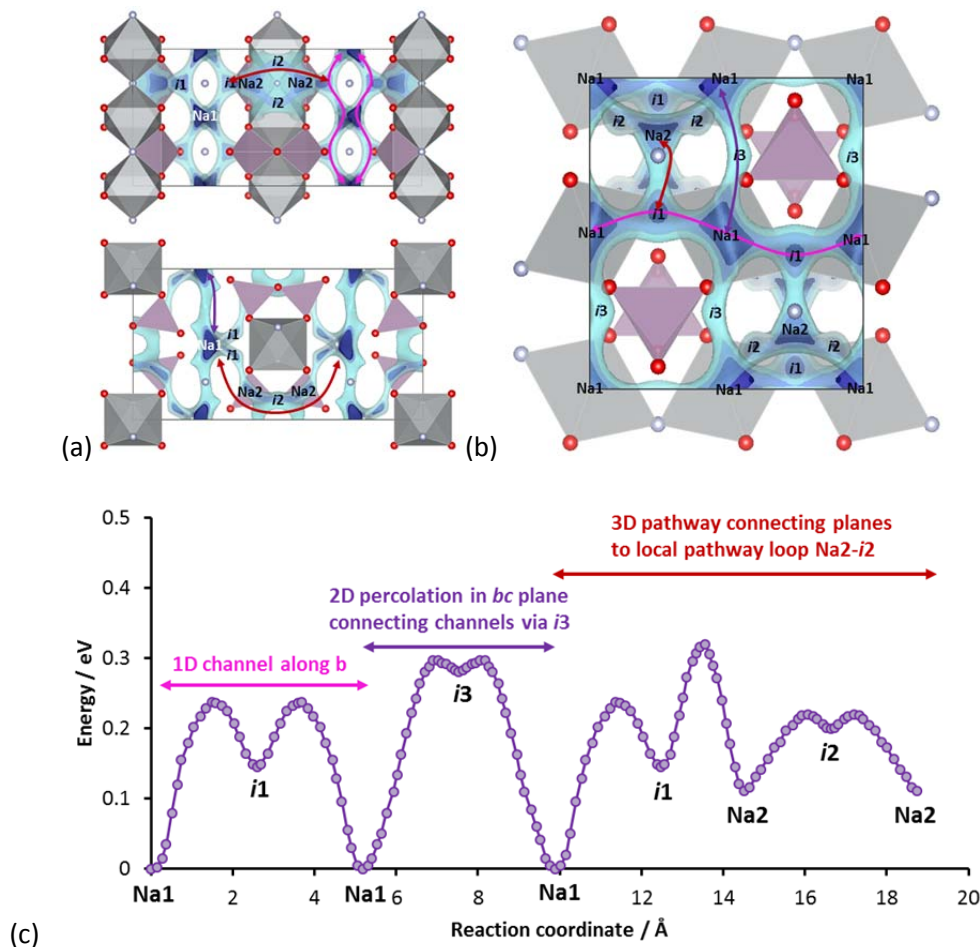 i2
i1
i1
Na2
Na2
i2
Na1
i1
Na1
i1
Na2
Na2
i2
(a)
Na1
Na1
Na1
i1
i2
i2
Na2
i3
i1
Na1
Na1
Na1
i1
i3
i3
Na2
i2
i2
i1
Na1
Na1
Na1
(b)
0.5
0.4
0.3
0.2
0.1
0
Energy / eV
3D pathway connecting planes
to local pathway loop Na2-i2
2D percolation in bc plane
connecting channels via i3
1D channel along b
i1
i3
i1
Na2
i2
Na2
Na1
2
4
Na1
6
8
Na1
12
14
16
18
20
Reaction coordinate / Å
(c)